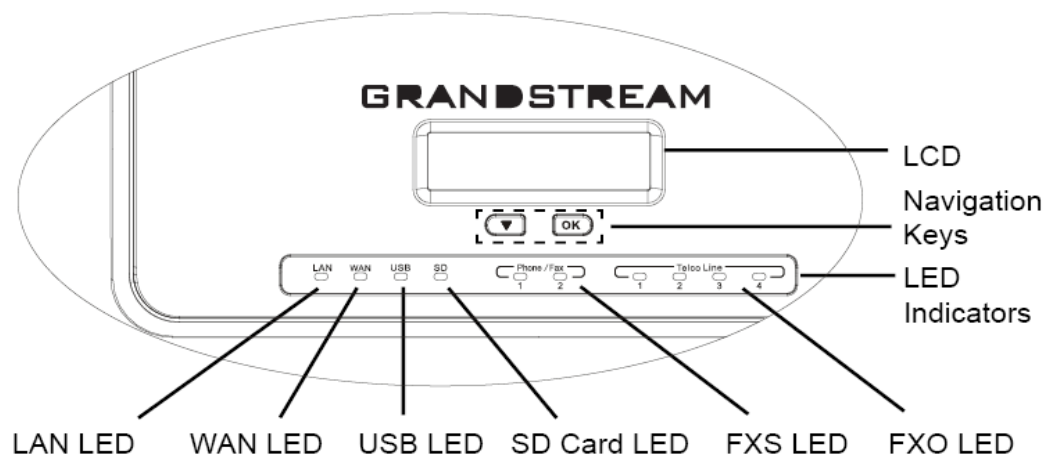 GRANDSTREAM
LCD
Navigation
Keys
OK
LAN WAN USB SD Phone / Fax Telco Line
1 2 1 2 3 4
LED
Indicators
LAN LED WAN LED USB LED SD Card LED FXS LED FXO LED